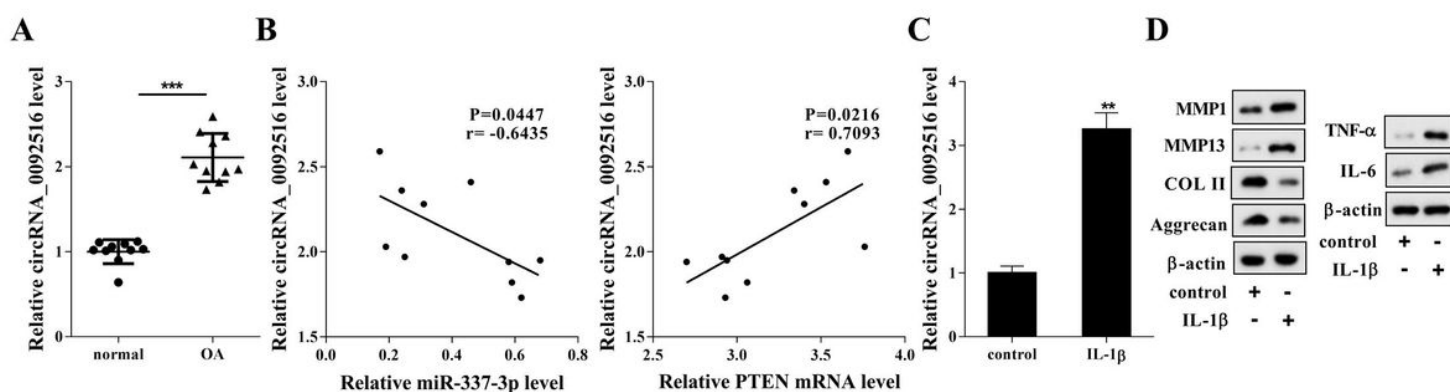 A
Relative circRNA_0092516 level
3
2
1
0
***
normal
OA
B
Relative circRNA_0092516 level
3.0
2.5
2.0
1.5
P=0.0447
r= -0.6435
0.0
0.2
0.4
0.6
0.8
Relative miR-337-3p level
Relative circRNA_0092516 level
3.0
2.5
2.0
1.5
P=0.0216
r= 0.7093
2.5
3.0
3.5
4.0
Relative PTEN mRNA level
C
Relative circRNA_0092516 level
4
3
2
1
0
**
control
IL-1β
D
MMP1
MMP13
COL II
Aggrecan
β-actin
control + -
IL-1β - +
TNF-α
IL-6
β-actin
control + -
IL-1β - +